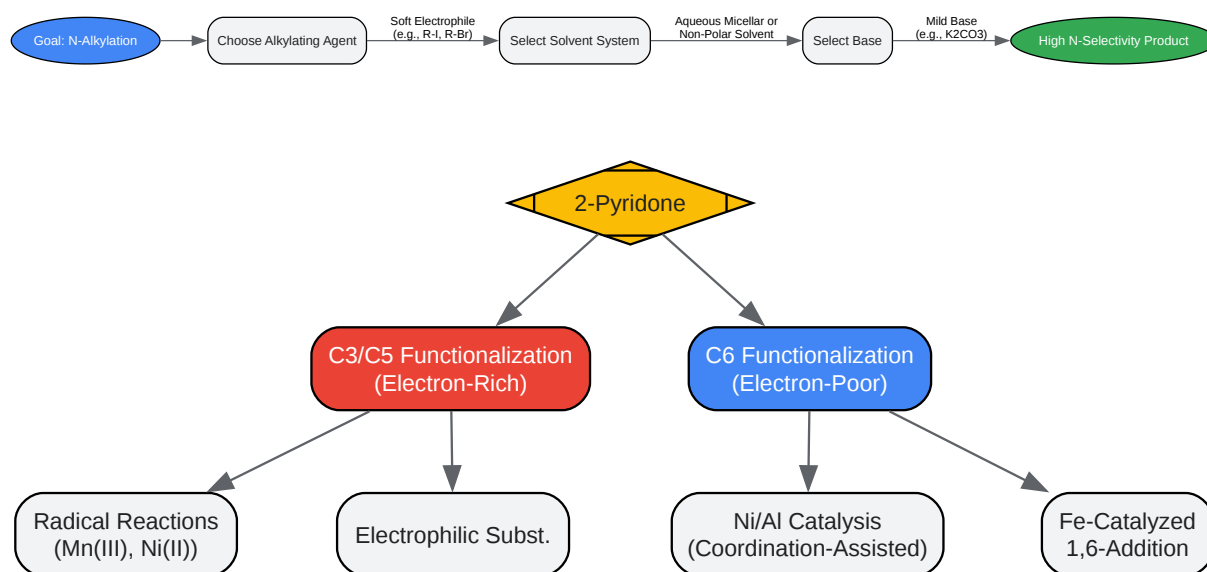 Goal: N-Alkylation
Choose Alkylating Agent
Soft Electrophile
(e.g., R-I, R-Br)
Select Solvent System
Aqueous Micellar or
Non-Polar Solvent
Select Base
Mild Base
(e.g., K2CO3)
High N-Selectivity Product
2-Pyridone
C3/C5 Functionalization
(Electron-Rich)
C6 Functionalization
(Electron-Poor)
Radical Reactions
(Mn(III), Ni(II))
Electrophilic Subst.
Ni/Al Catalysis
(Coordination-Assisted)
Fe-Catalyzed
1,6-Addition